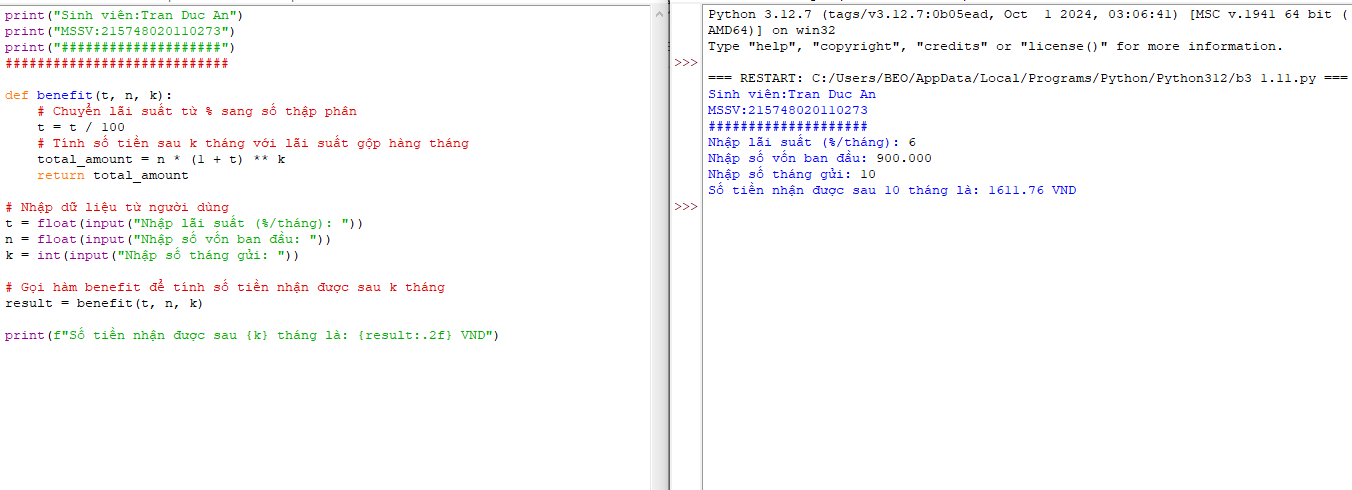 print("Sinh viên:Tran Duc An")
print("MSSV:215748020110273")
print("####################")
############################
def benefit(t, n, k):
    # Chuyển lãi suất từ % sang số thập phân
    t = t / 100
    # Tính số tiền sau k tháng với lãi suất gộp hàng tháng
    total_amount = n * (1 + t) ** k
    return total_amount
# Nhập dữ liệu từ người dùng
t = float(input("Nhập lãi suất (%/tháng): "))
n = float(input("Nhập số vốn ban đầu: "))
k = int(input("Nhập số tháng gửi: "))
# Gọi hàm benefit để tính số tiền nhận được sau k tháng
result = benefit(t, n, k)
print(f"Số tiền nhận được sau {k} tháng là: {result:.2f} VND")
Python 3.12.7 (tags/v3.12.7:0b05ead, Oct  1 2024, 03:06:41) [MSC v.1941 64 bit (
AMD64)] on win32
Type "help", "copyright", "credits" or "license()" for more information.
>>>
=== RESTART: C:/Users/BEO/AppData/Local/Programs/Python/Python312/b3 1.11.py ===
Sinh viên:Tran Duc An
MSSV:215748020110273
####################
Nhập lãi suất (%/tháng): 6
Nhập số vốn ban đầu: 900.000
Nhập số tháng gửi: 10
Số tiền nhận được sau 10 tháng là: 1611.76 VND
>>>